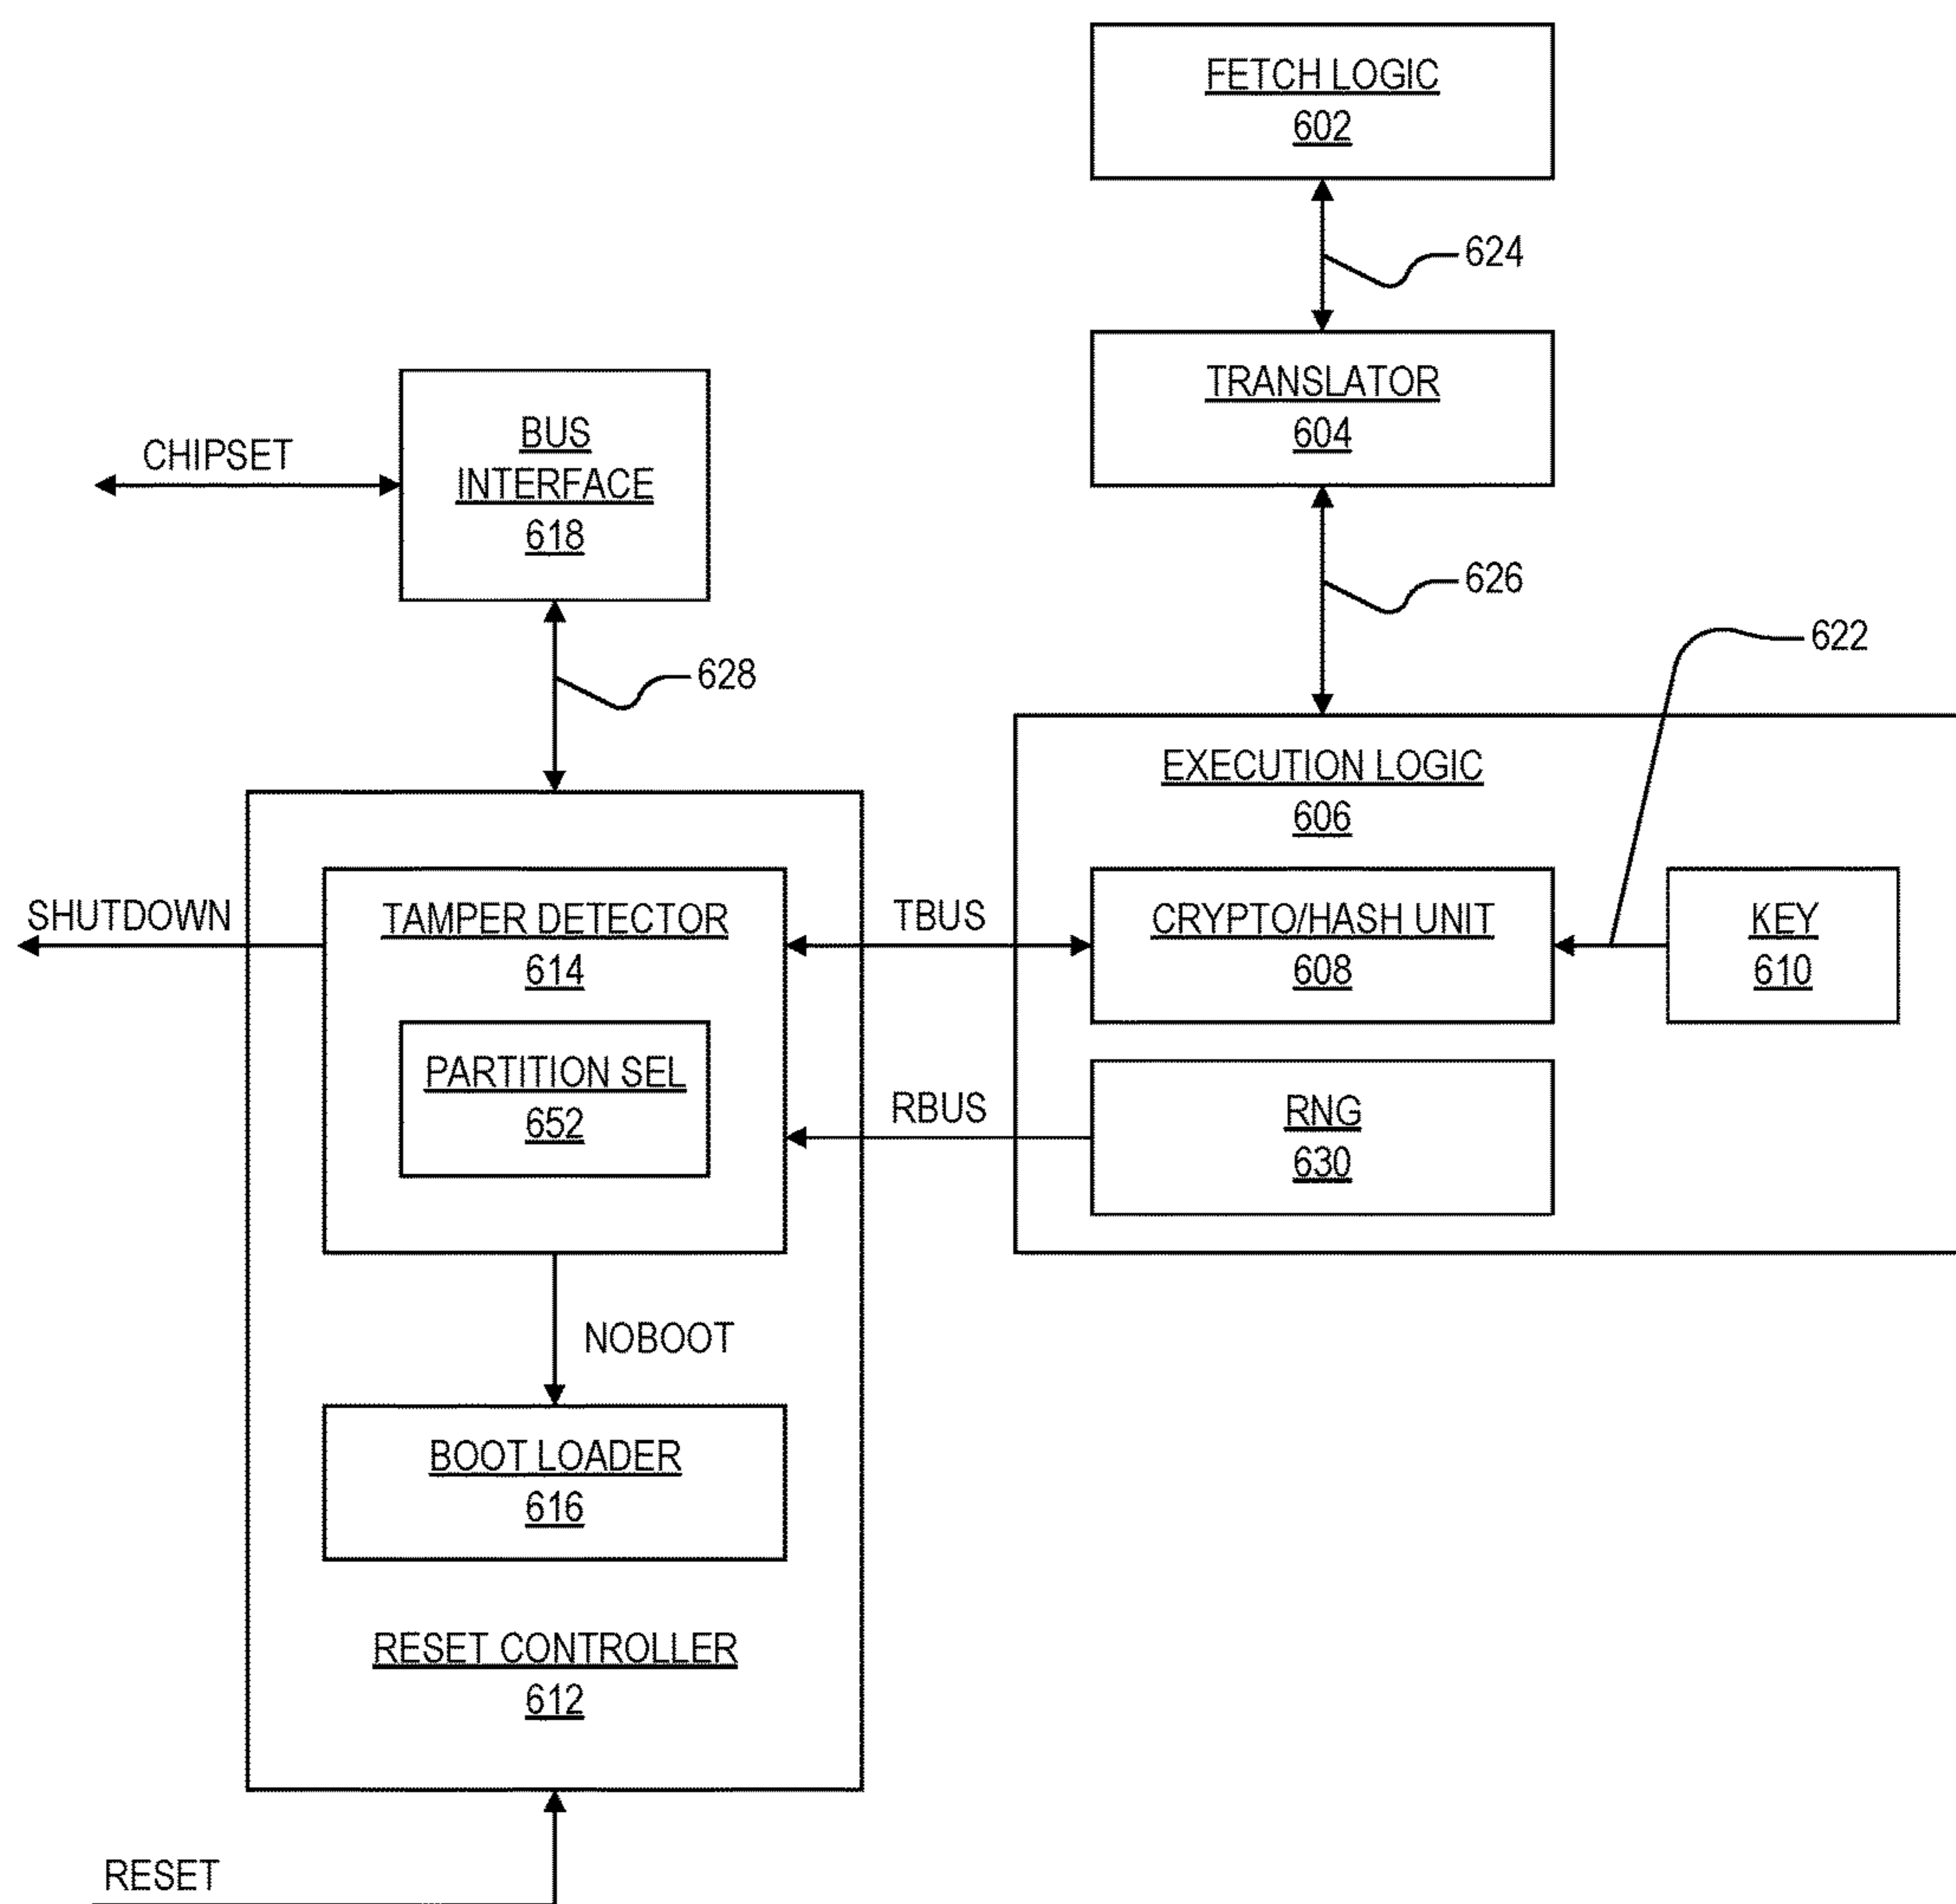 FETCH LOGIC
602
624
TRANSLATOR
604
CHIPSET
BUS
INTERFACE
618
626
622
628
EXECUTION LOGIC
606
SHUTDOWN
TAMPER DETECTOR
614
TBUS
CRYPTO/HASH UNIT
608
KEY
610
PARTITION SEL
652
RBUS
RNG
630
NOBOOT
BOOT LOADER
616
RESET CONTROLLER
612
RESET